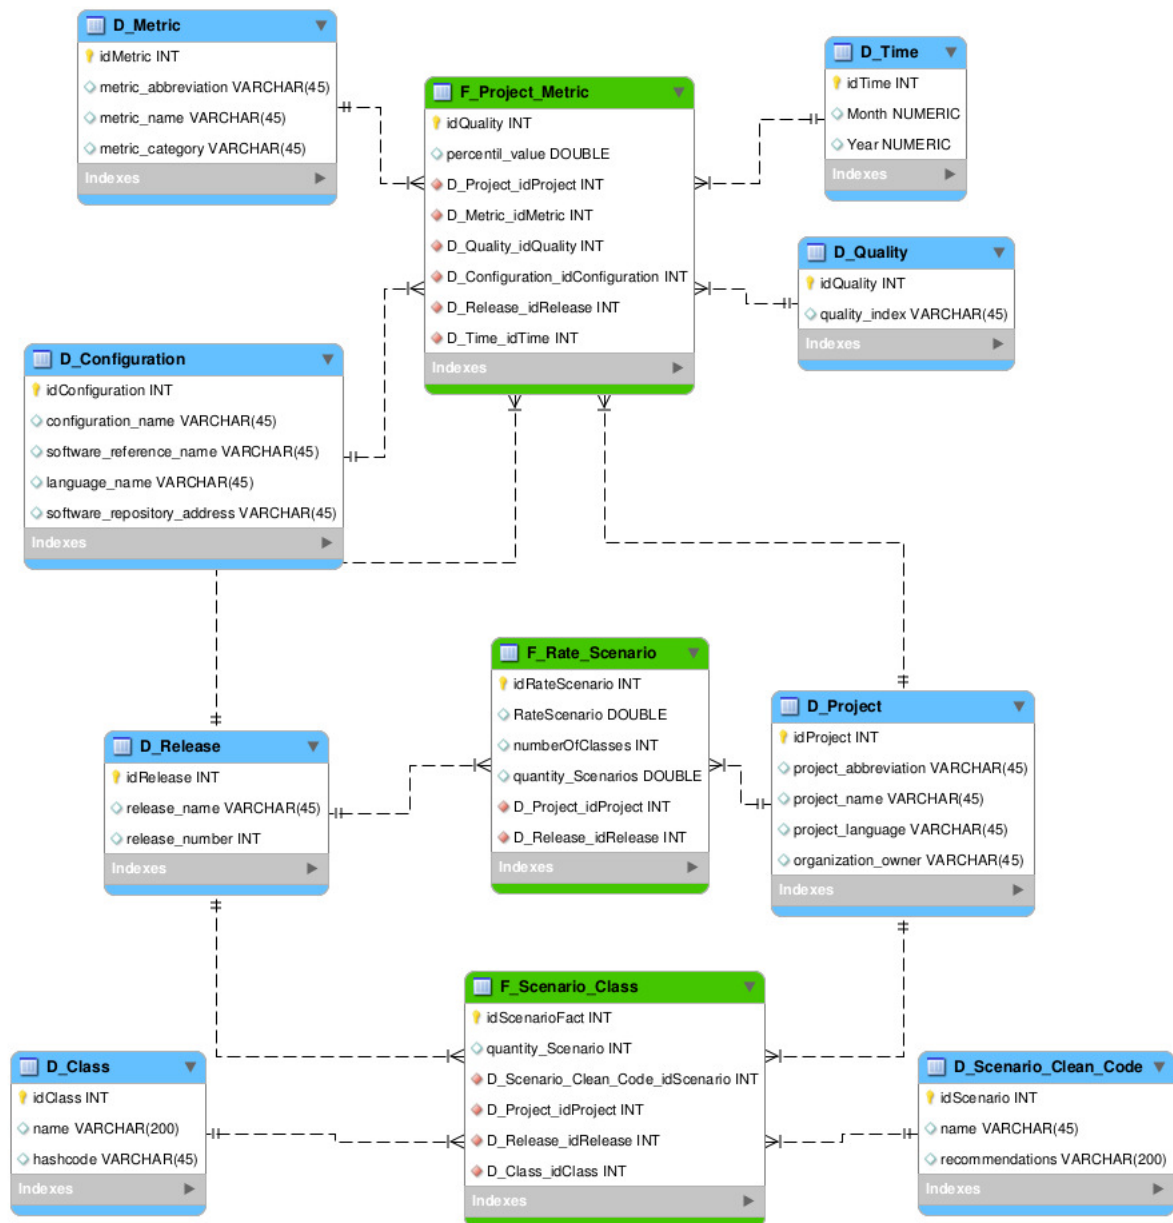 D_Metric
idMetric INT
metric_abbreviation VARCHAR(45)
metric_name VARCHAR(45)
metric_category VARCHAR(45)
Indexes
F_Project_Metric
idQuality INT
percentil_value DOUBLE
D_Project_idProject INT
D_Metric_idMetric INT
D_Quality_idQuality INT
D_Configuration_idConfiguration INT
D_Release_idRelease INT
D_Time_idTime INT
Indexes
D_Time
idTime INT
Month NUMERIC
Year NUMERIC
Indexes
D_Quality
idQuality INT
quality_index VARCHAR(45)
Indexes
D_Configuration
idConfiguration INT
configuration_name VARCHAR(45)
software_reference_name VARCHAR(45)
language_name VARCHAR(45)
software_repository_address VARCHAR(45)
Indexes
F_Rate_Scenario
idRateScenario INT
RateScenario DOUBLE
numberOfClasses INT
quantity_Scenarios DOUBLE
D_Project_idProject INT
D_Release_idRelease INT
Indexes
D_Project
idProject INT
project_abbreviation VARCHAR(45)
project_name VARCHAR(45)
project_language VARCHAR(45)
organization_owner VARCHAR(45)
Indexes
D_Release
idRelease INT
release_name VARCHAR(45)
release_number INT
Indexes
F_Scenario_Class
idScenarioFact INT
quantity_Scenario INT
D_Scenario_Clean_Code_idScenario INT
D_Project_idProject INT
D_Release_idRelease INT
D_Class_idClass INT
Indexes
D_Class
idClass INT
name VARCHAR(200)
hashcode VARCHAR(45)
Indexes
D_Scenario_Clean_Code
idScenario INT
name VARCHAR(45)
recommendations VARCHAR(200)
Indexes